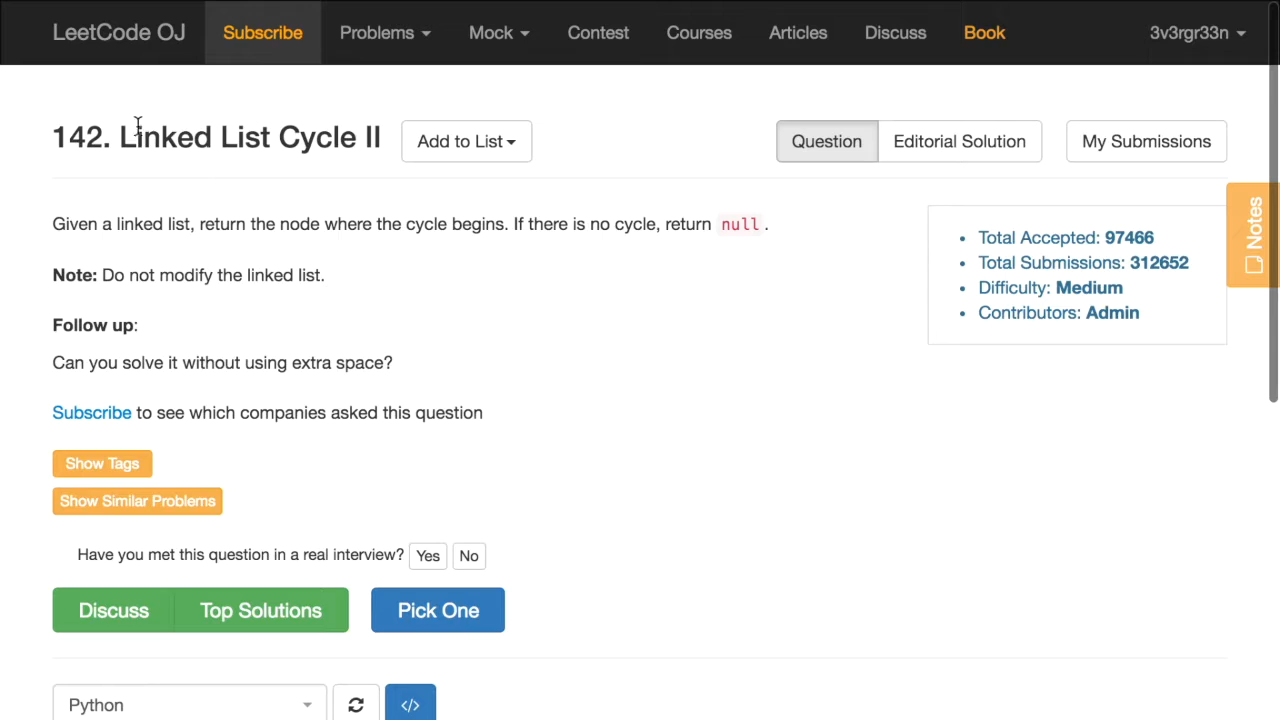 LeetCode OJ Subscribe Problems Mock Contest Courses Articles Discuss Book 3v3rgr33n
142. Linked List Cycle II Add to List Question Editorial Solution My Submissions
Given a linked list, return the node where the cycle begins. If there is no cycle, return null.
Note: Do not modify the linked list.
Follow up:
Can you solve it without using extra space?
Subscribe to see which companies asked this question
Show Tags
Show Similar Problems
Have you met this question in a real interview? Yes No
Discuss Top Solutions Pick One
Python </>
Total Accepted: 97466
Total Submissions: 312652
Difficulty: Medium
Contributors: Admin
Notes